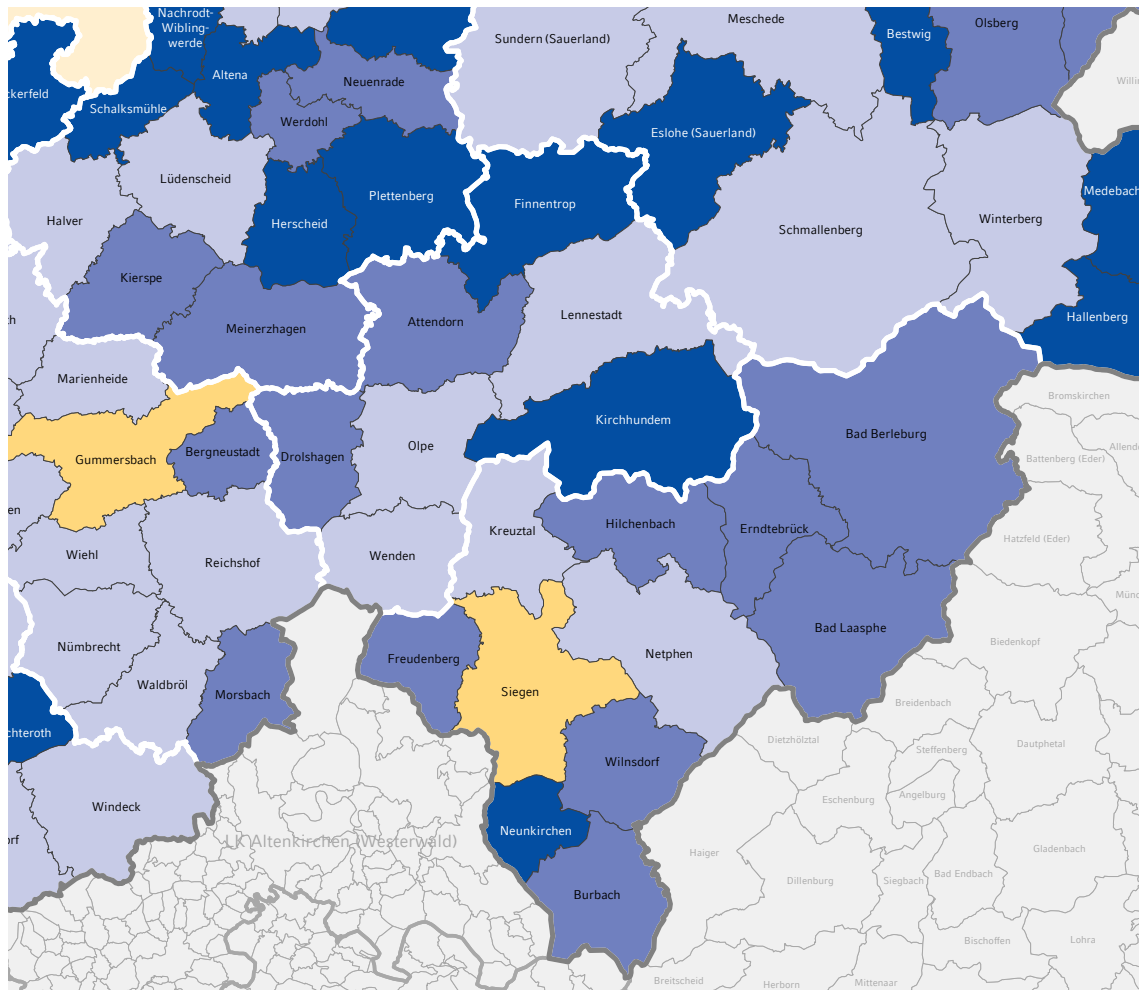 Nachrodt-
Wibling-
werde
Sundern (Sauerland)
Meschede
Bestwig
Olsberg
Altena
Neuenrade
ckerfeld
Schalksmühle
Werdohl
Eslohe (Sauerland)
Lüdenscheid
Plettenberg
Finnentrop
Medebach
Halver
Herscheid
Winterberg
Schmallenberg
Kierspe
Meinerzhagen
Attendorn
Lennestadt
Hallenberg
Marienheide
Bromskirchen
Kirchhundem
Bad Berleburg
Olpe
Gummersbach
Bergneustadt
Drolshagen
Battenberg (Eder)
en
Hilchenbach
Erndtebrück
Kreuztal
Hatzfeld (Eder)
Wiehl
Reichshof
Wenden
Bad Laasphe
Biedenkopf
Nümbrecht
Netphen
Freudenberg
Waldbröl
Morsbach
Siegen
Breidenbach
chteroth
Dietzhölztal
Steffenberg
Dautphetal
Wilnsdorf
Angelburg
Eschenburg
Windeck
Neunkirchen
LK Altenkirchen (Westerwald)
Haiger
Gladenbach
Dillenburg
Siegbach
Bad Endbach
Burbach
Bischoffen
Lohra
Breitscheid
Herborn
Mittenaar